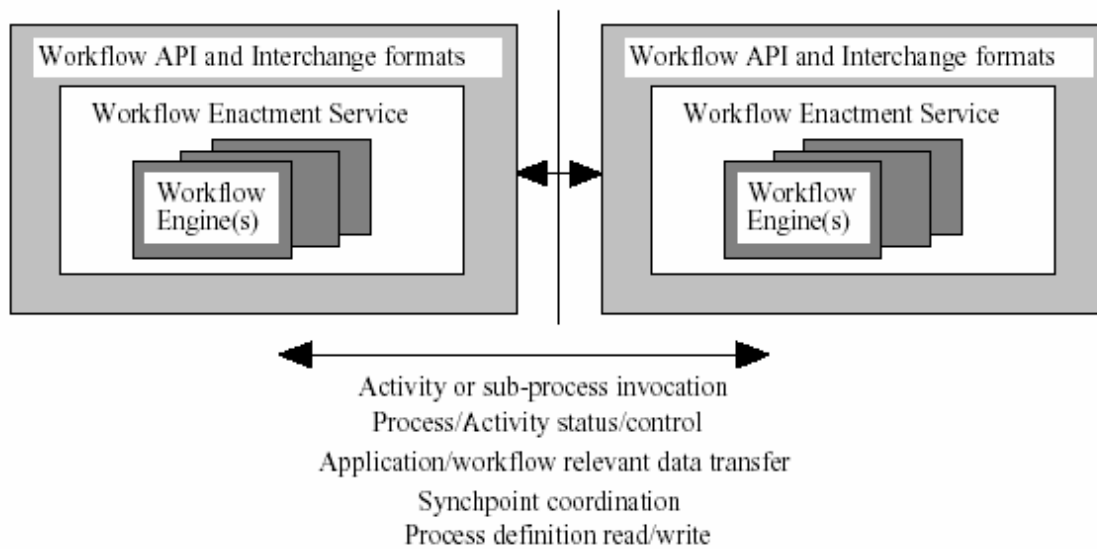 Workflow API and Interchange formats
Workflow Enactment Service
Workflow
Engine(s)
Workflow API and Interchange formats
Workflow Enactment Service
Workflow
Engine(s)
Activity or sub-process invocation
Process/Activity status/control
Application/workflow relevant data transfer
Synchpoint coordination
Process definition read/write